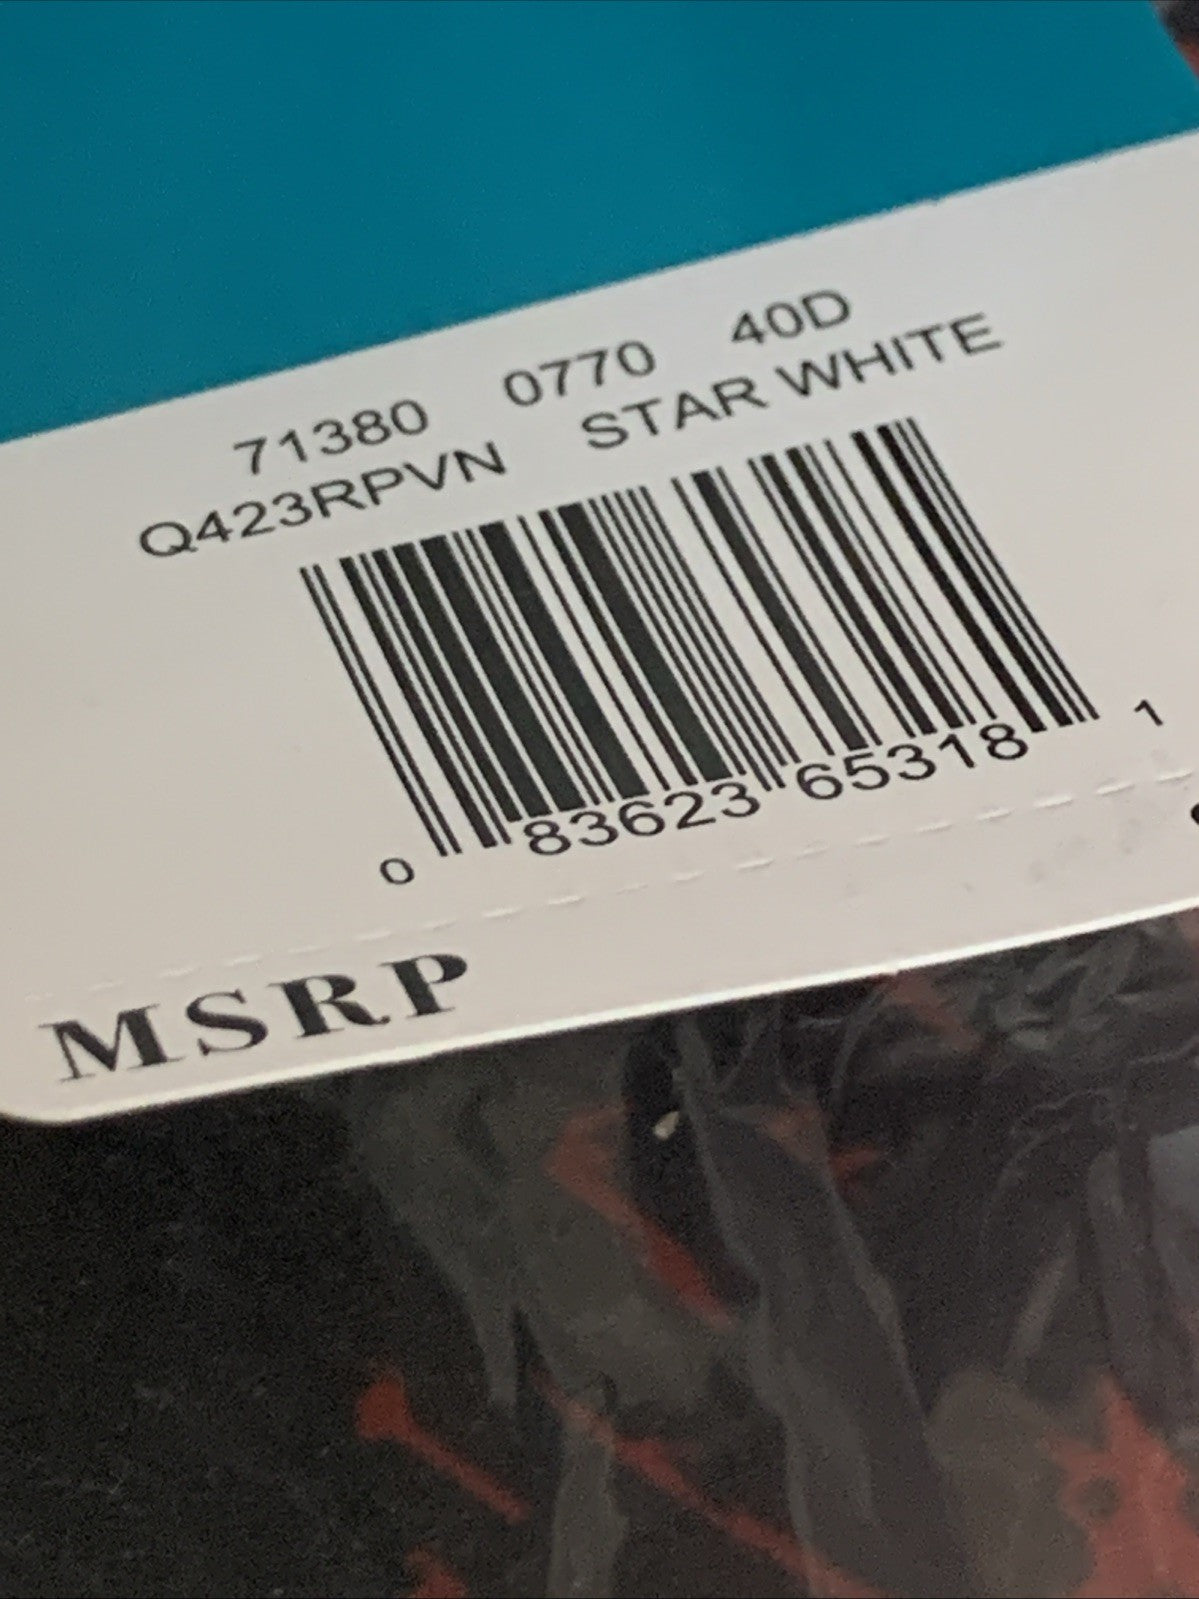 71380 0770 40D
Q423RPVN STAR WHITE
0 83623 65318 1
MSRP